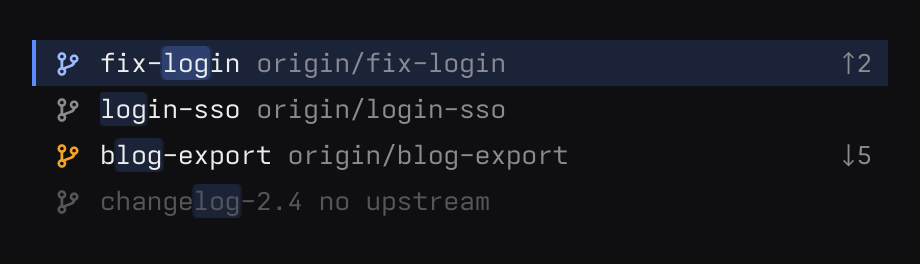 fix-login origin/fix-login ↑2
login-sso origin/login-sso
blog-export origin/blog-export ↓5
changelog-2.4 no upstream